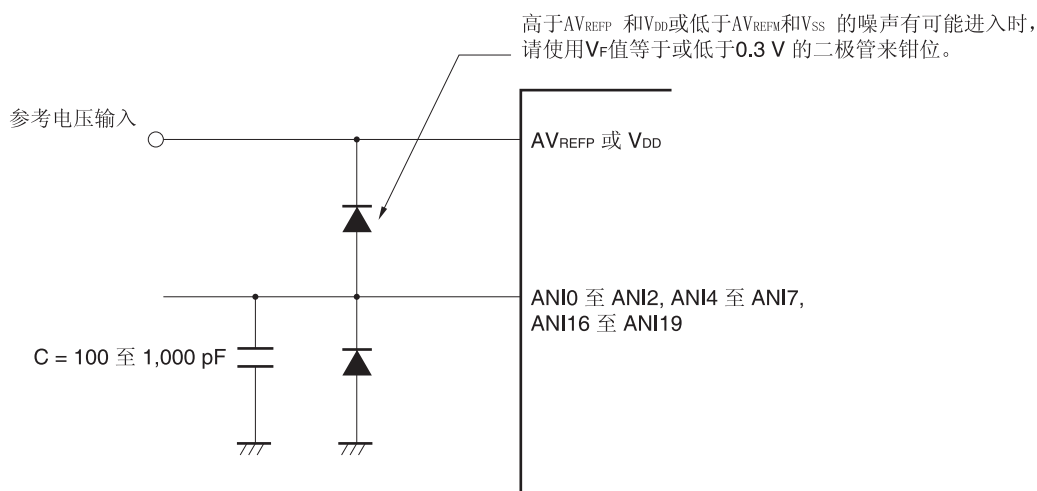 高于AVREFP 和VDD或低于AVREFM和VSS 的噪声有可能进入时，
请使用VF值等于或低于0.3 V 的二极管来钳位。
参考电压输入
AVREFP 或 VDD
ANI0 至 ANI2, ANI4 至 ANI7,
ANI16 至 ANI19
C = 100 至 1,000 pF